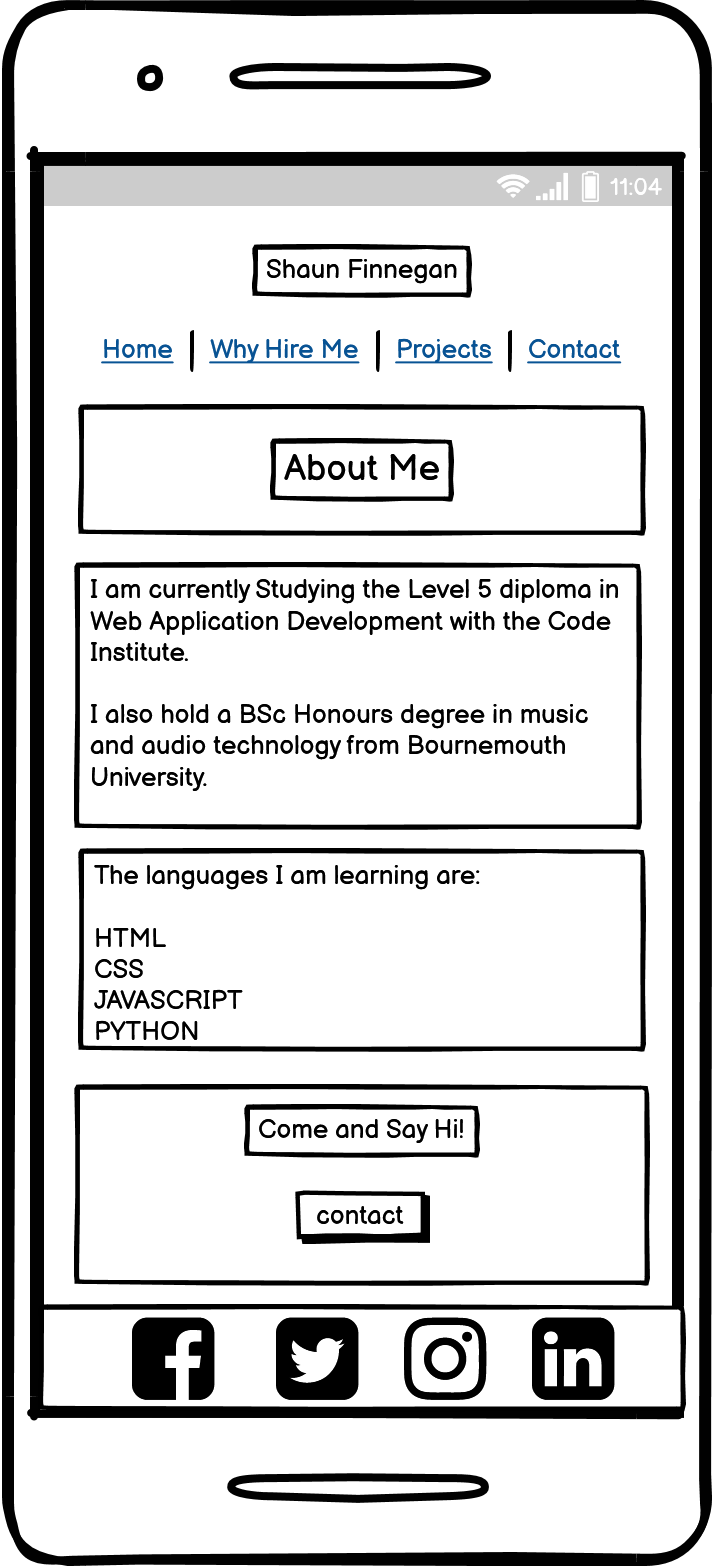 11:04
Shaun Finnegan
Home | Why Hire Me | Projects | Contact
About Me
I am currently Studying the Level 5 diploma in
Web Application Development with the Code
Institute.
I also hold a BSc Honours degree in music
and audio technology from Bournemouth
University.
The languages I am learning are:
HTML
CSS
JAVASCRIPT
PYTHON
Come and Say Hi!
contact